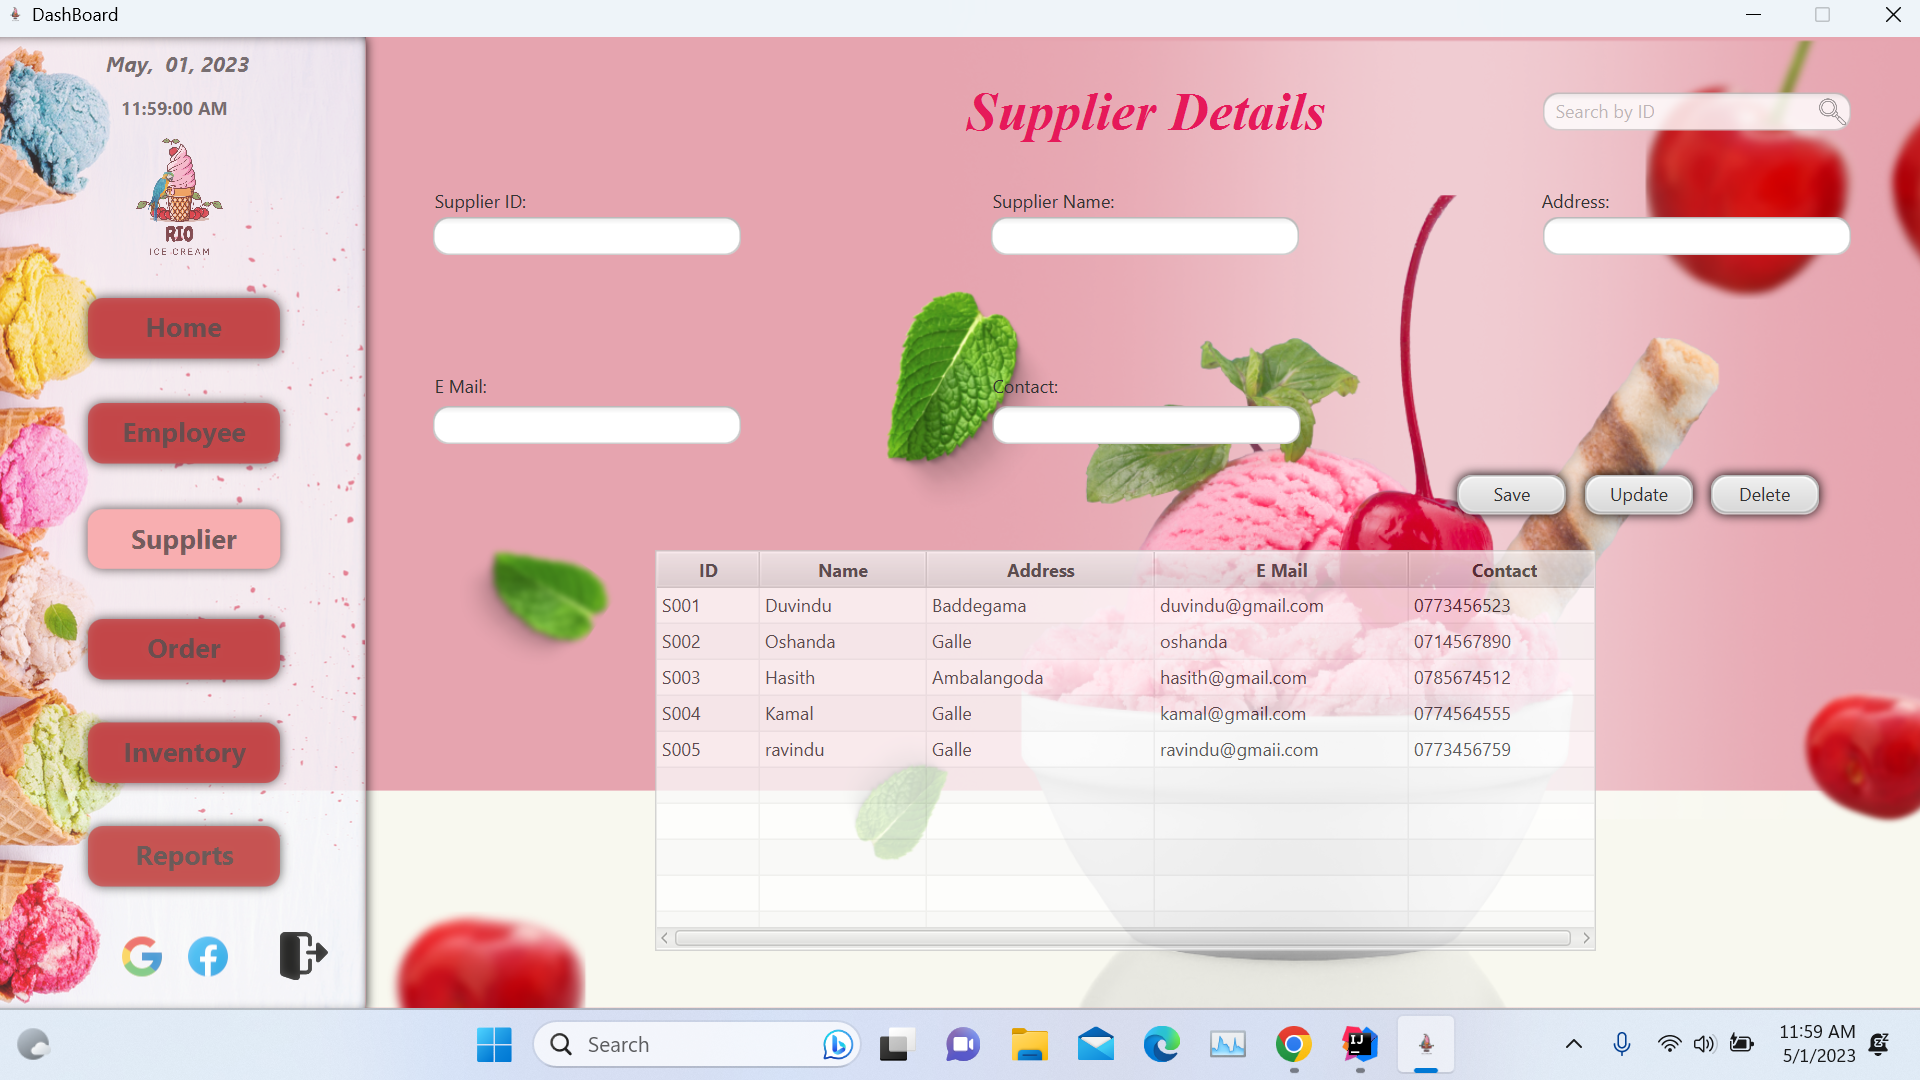 DashBoard
May,  01, 2023
11:59:00 AM
RIO
ICE CREAM
Home
Employee
Supplier
Order
Inventory
Reports
Supplier Details
Search by ID
Supplier ID:
Supplier Name:
Address:
E Mail:
Contact:
Save Update Delete
ID Name Address E Mail Contact
S001 Duvindu Baddegama duvindu@gmail.com 0773456523
S002 Oshanda Galle oshanda 0714567890
S003 Hasith Ambalangoda hasith@gmail.com 0785674512
S004 Kamal Galle kamal@gmail.com 0774564555
S005 ravindu Galle ravindu@gmaii.com 0773456759
Search
11:59 AM
5/1/2023